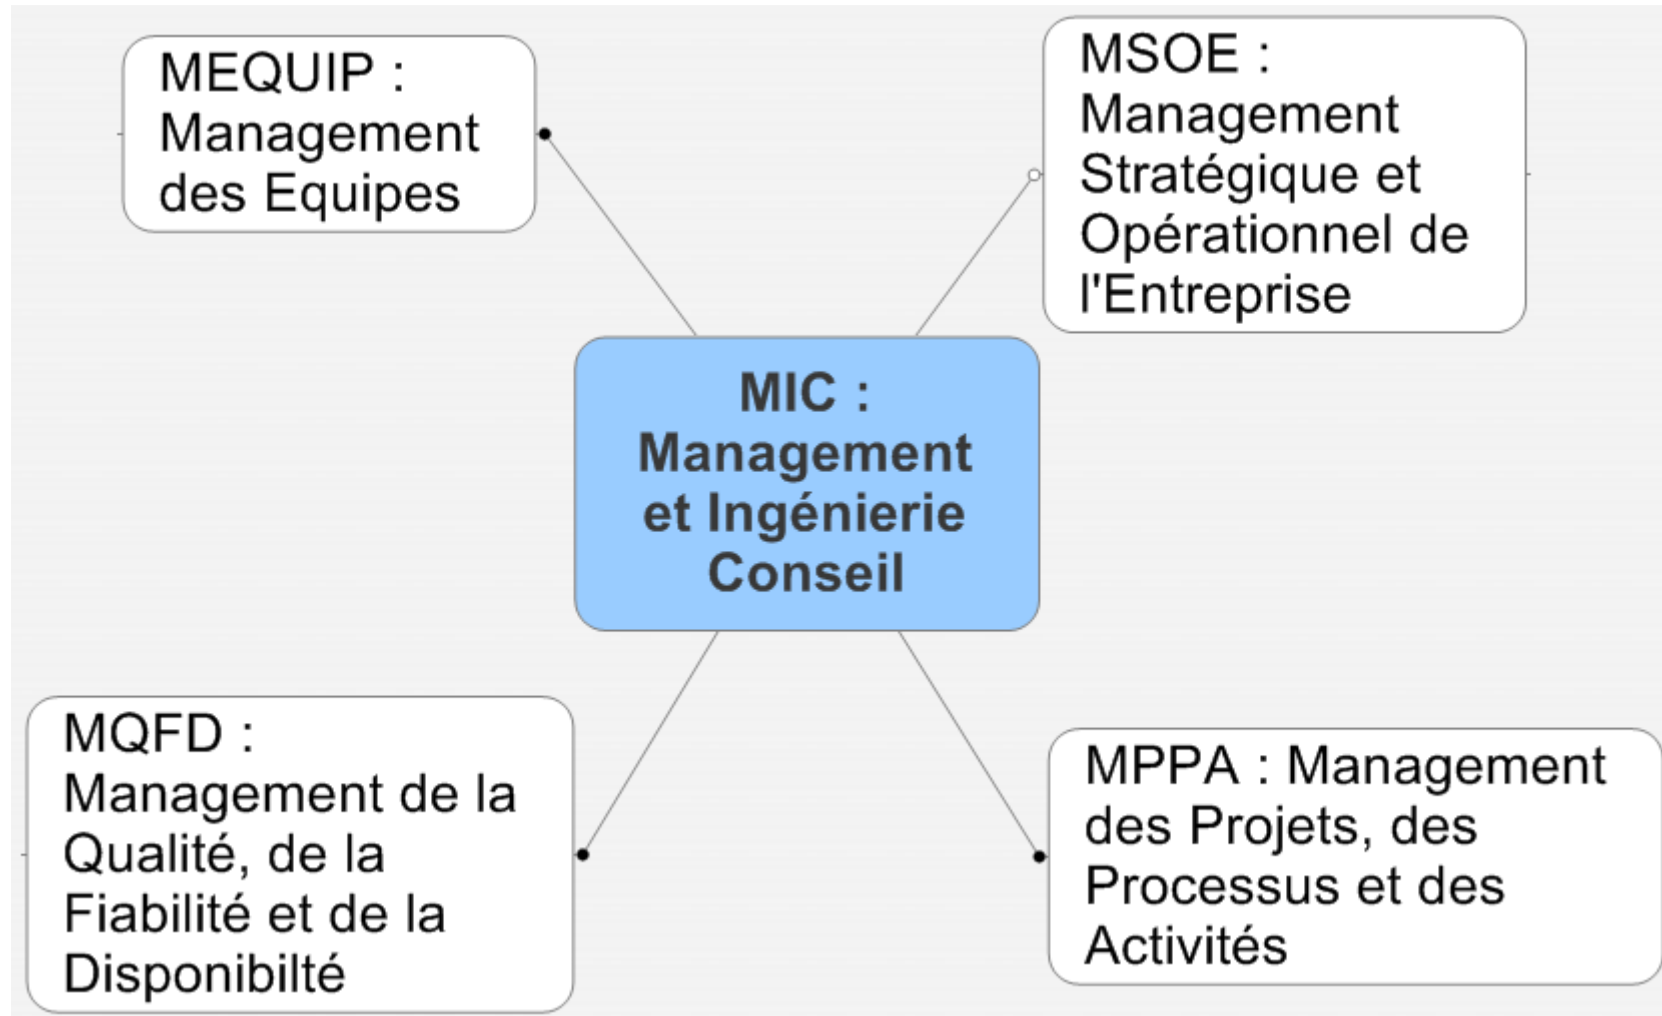 MEQUIP :
Management
des Equipes
MSOE :
Management
Stratégique et
Opérationnel de
l'Entreprise
MIC :
Management
et Ingénierie
Conseil
MQFD :
Management de la
Qualité, de la
Fiabilité et de la
Disponibilté
MPPA : Management
des Projets, des
Processus et des
Activités